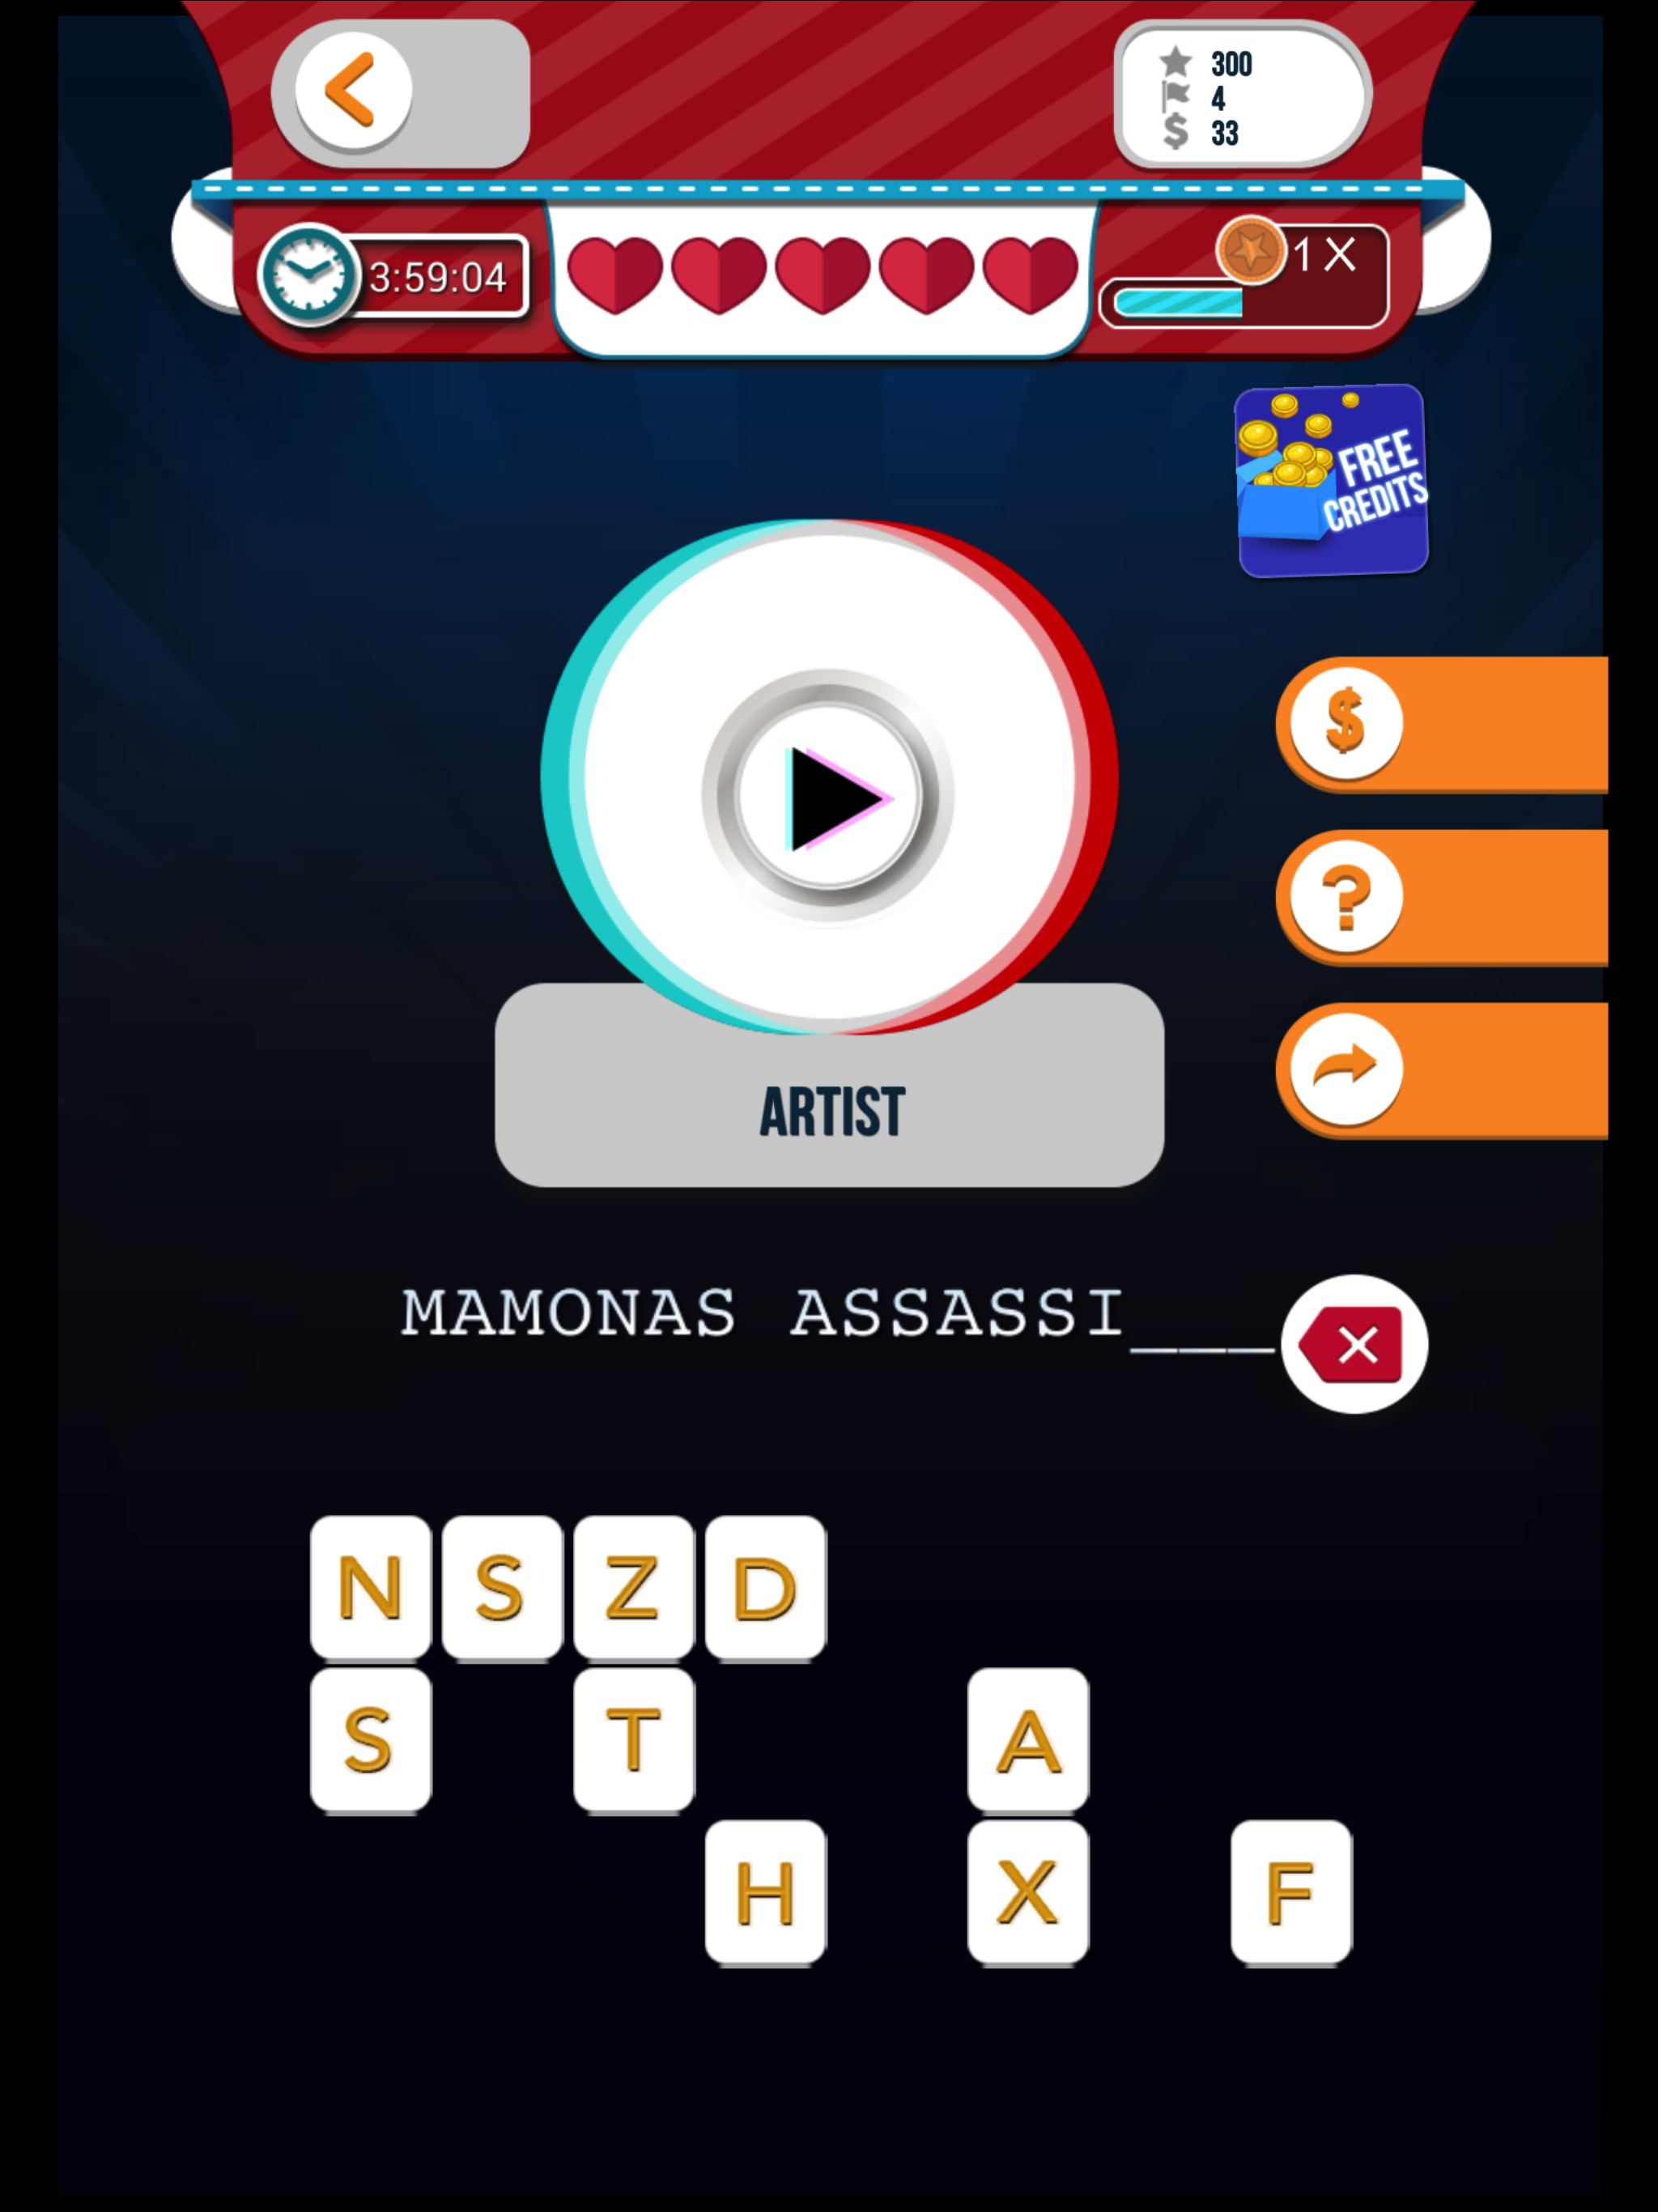 300
4
$ 33
3:59:04
1X
FREE
CREDITS
$
?
ARTIST
MAMONAS ASSASSI___
N S Z D
S T A
H X F